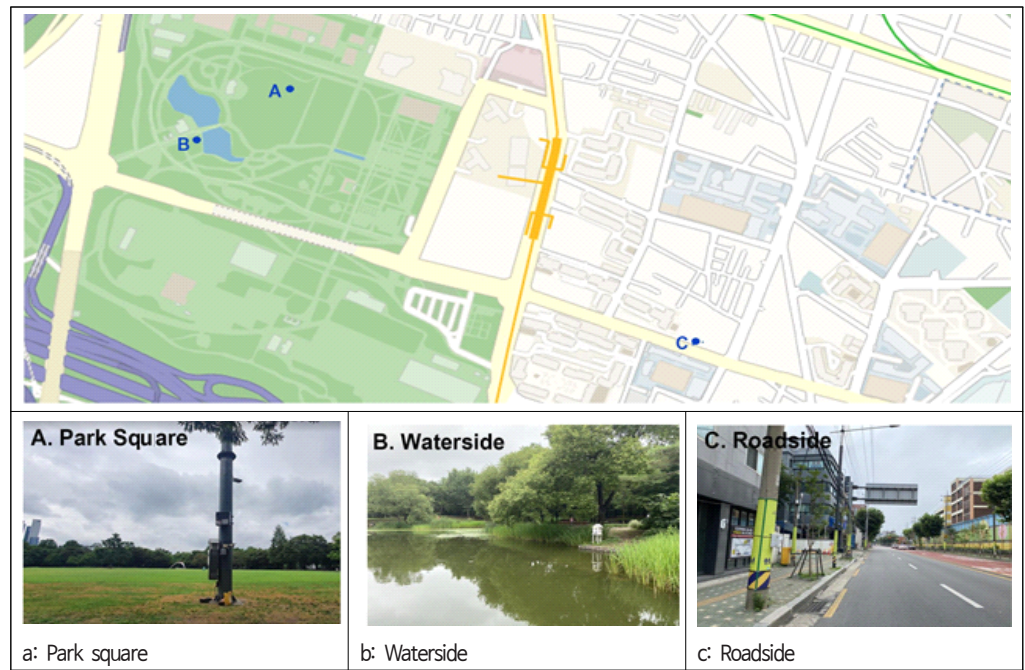 A
B
C
A. Park Square
B. Waterside
C. Roadside
a: Park square
b: Waterside
c: Roadside